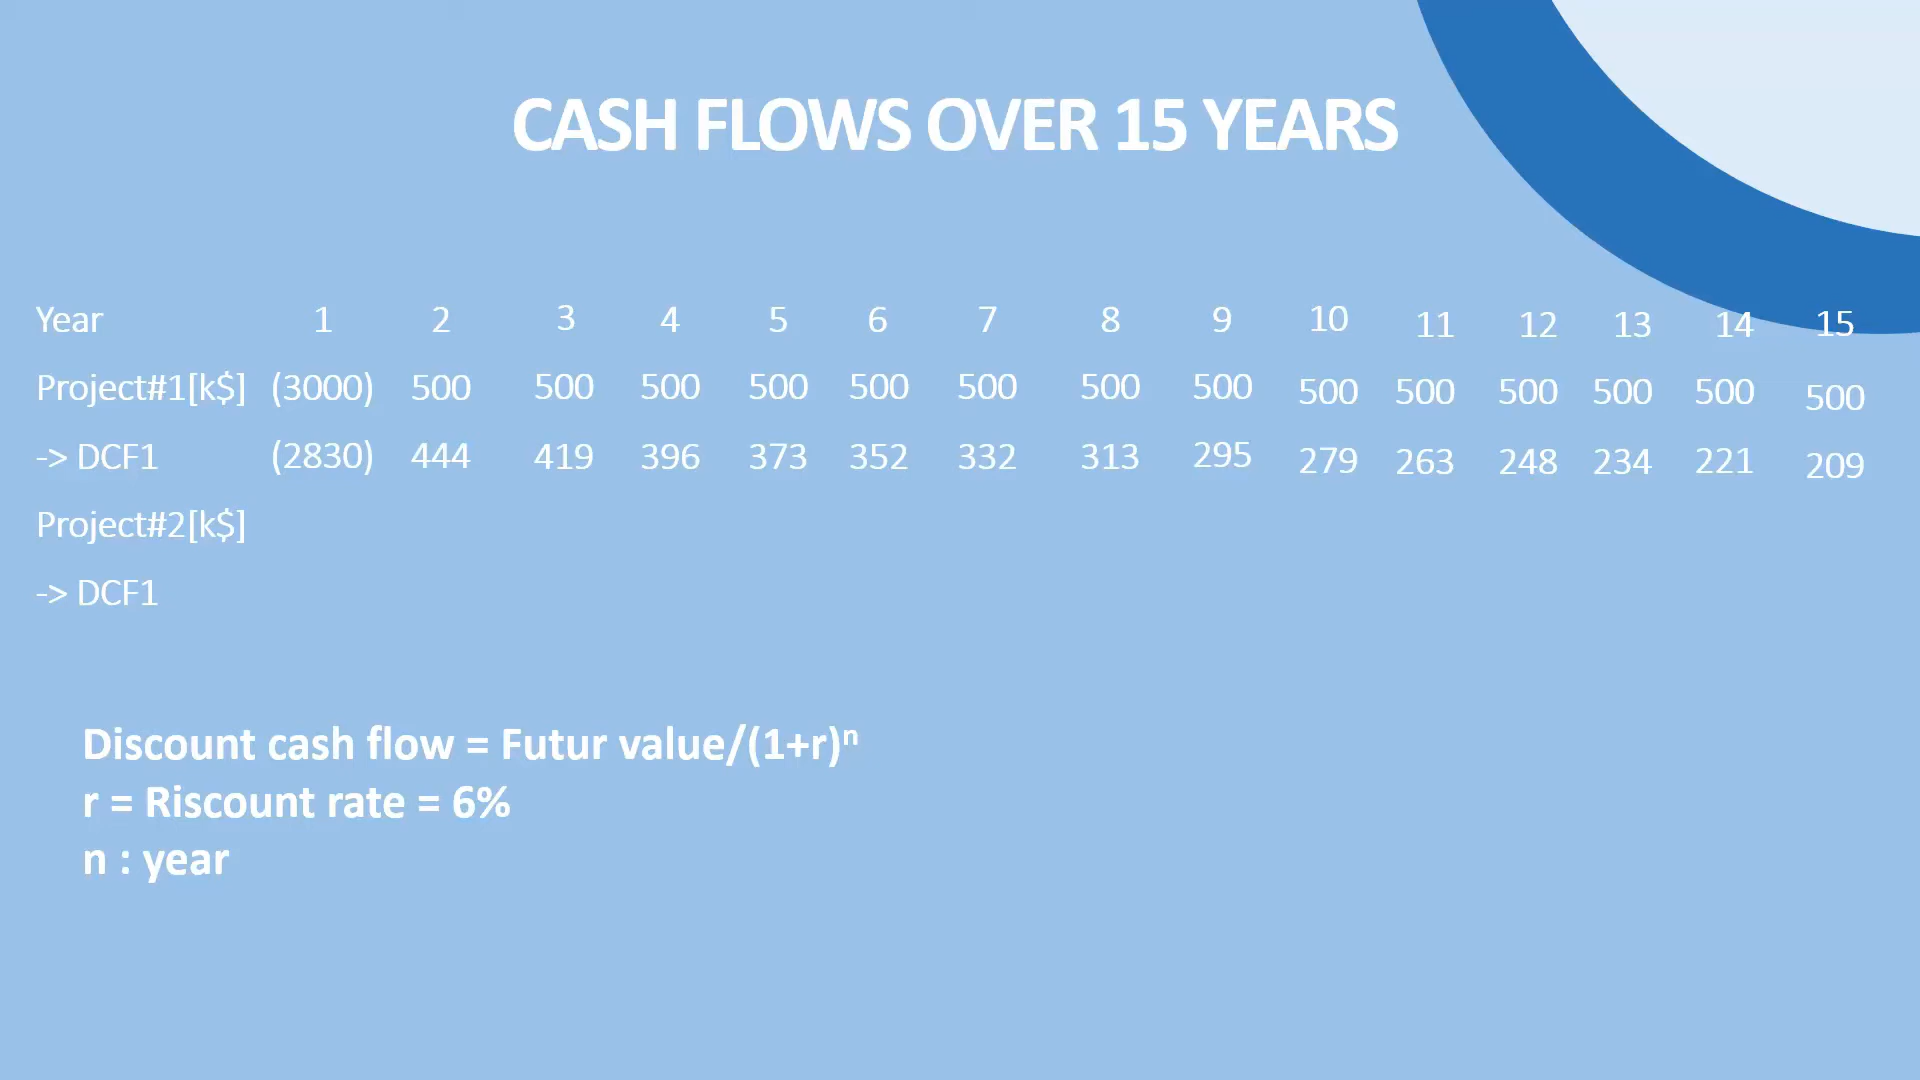 CASH FLOWS OVER 15 YEARS
Year 1 2 3 4 5 6 7 8 9 10 11 12 13 14 15
Project#1[k$] (3000) 500 500 500 500 500 500 500 500 500 500 500 500 500 500
-> DCF1 (2830) 444 419 396 373 352 332 313 295 279 263 248 234 221 209
Project#2[k$]
-> DCF1
Discount cash flow = Futur value/(1+r)ⁿ
r = Riscount rate = 6%
n : year